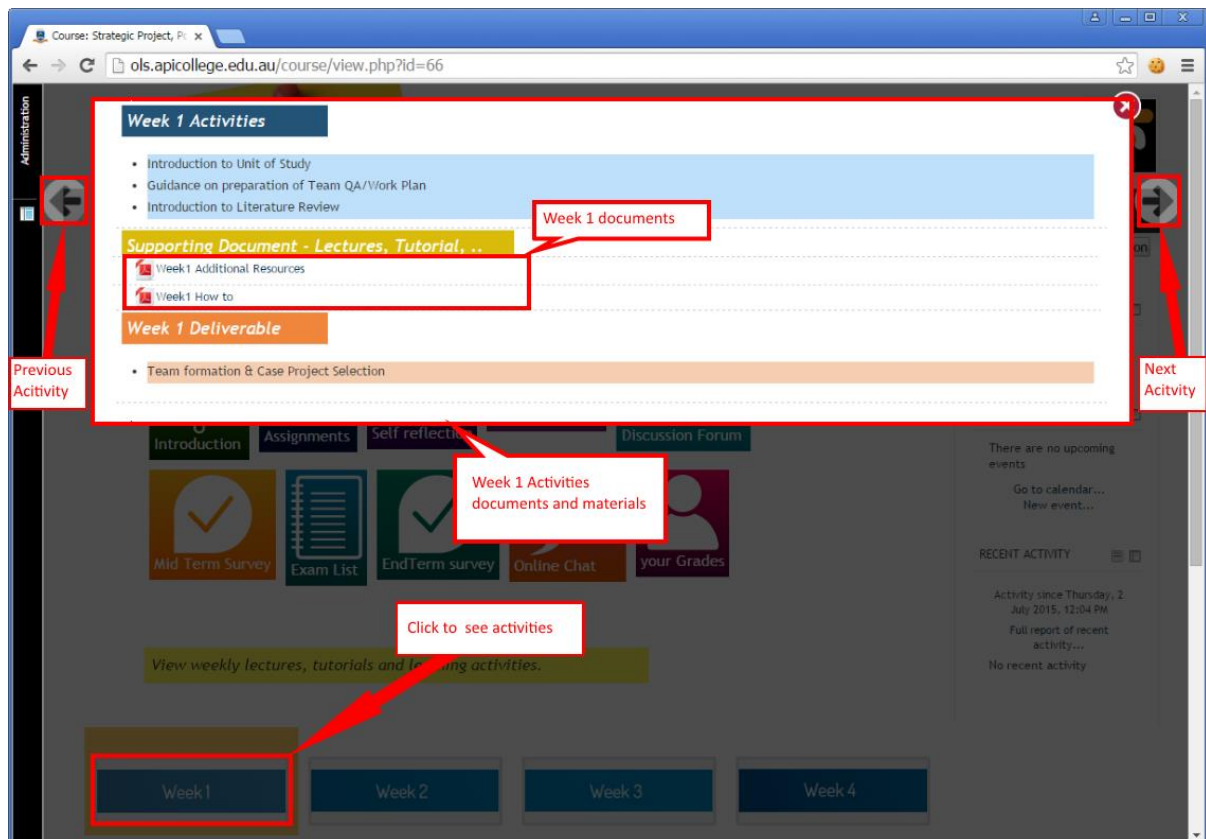 Course: Strategic Project, Po
ols.apicollege.edu.au/course/view.php?id=66
Administration
Week 1 Activities
Introduction to Unit of Study
Guidance on preparation of Team QA/Work Plan
Introduction to Literature Review
Week 1 documents
Supporting Document - Lectures, Tutorial, ..
Week1 Additional Resources
Week1 How to
Week 1 Deliverable
Team formation & Case Project Selection
Previous
Acitivity
Next
Acitvity
on
Introduction
Assignments
Self reflection
Discussion Forum
Week 1 Activities
documents and materials
There are no upcoming
events
Go to calendar...
New event...
Mid Term Survey
Exam List
EndTerm survey
Online Chat
your Grades
RECENT ACTIVITY
Activity since Thursday, 2
July 2015, 12:04 PM
Full report of recent
activity...
No recent activity
Click to see activities
View weekly lectures, tutorials and learning activities.
Week1
Week 2
Week 3
Week 4